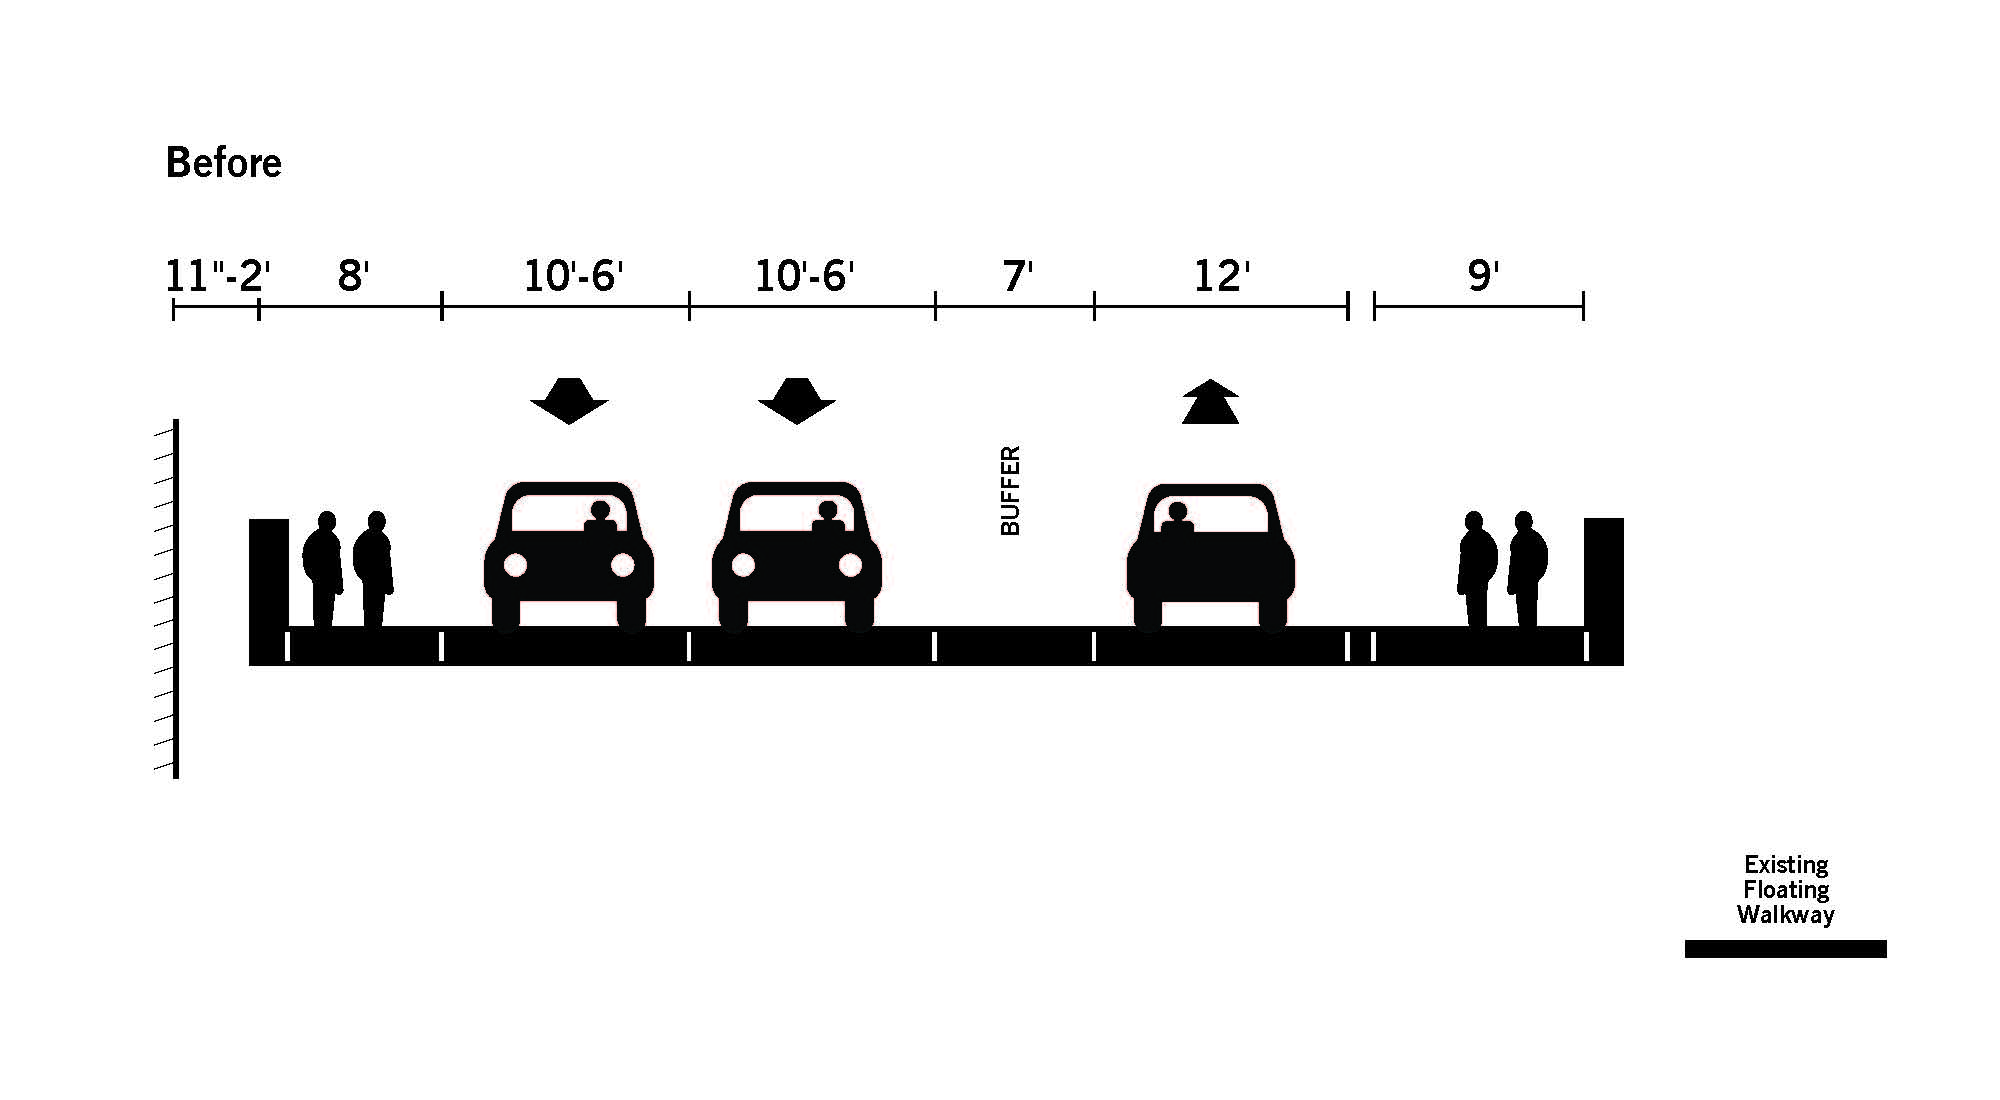 Before
11"-2' 8' 10'-6' 10'-6' 7' 12' 9'
BUFFER
Existing
Floating
Walkway